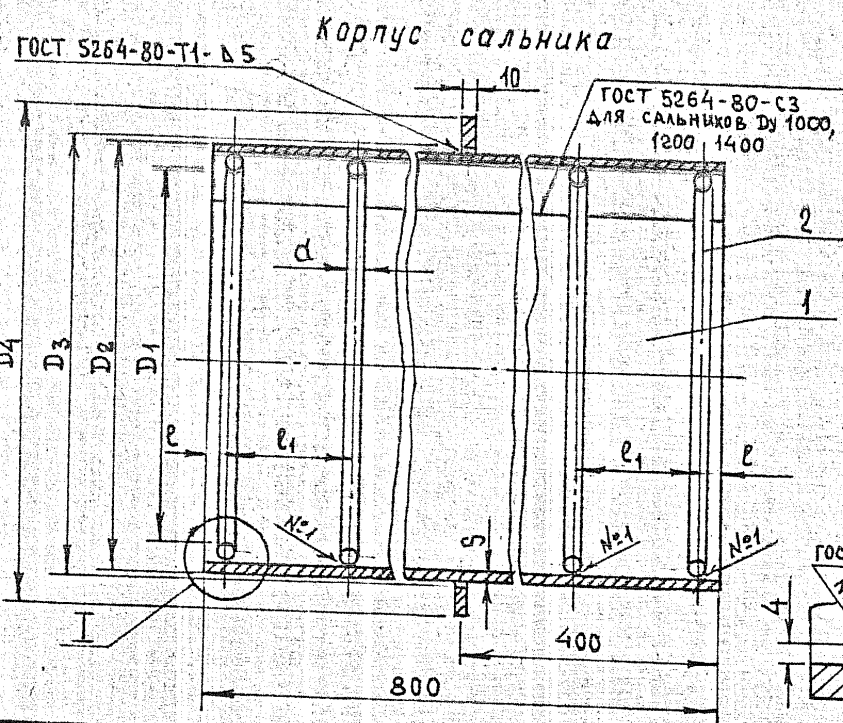 Корпус сальника
ГОСТ 5264-80-Т1-Δ5
10
ГОСТ 5264-80-С3
для сальников Dу 1000,
1200 1400
2
d
1
D4
D3
D2
D1
l
l1
l1
l
№1
S
№1
№1
ГОС
4
I
400
800